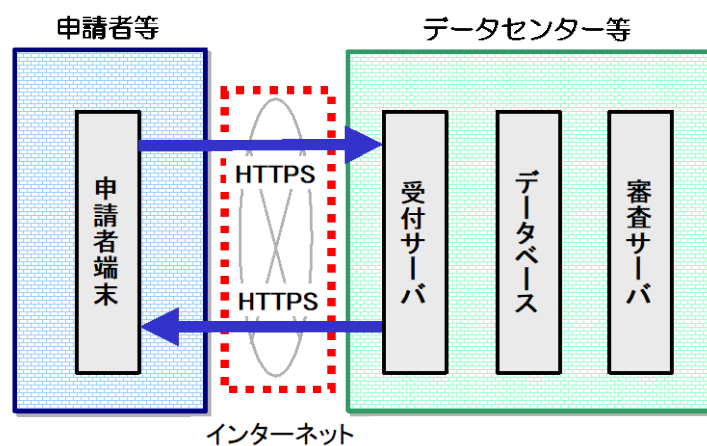 申請者等
データセンター等
申請者端末
HTTPS
HTTPS
受付サーバ
データベース
審査サーバ
インターネット